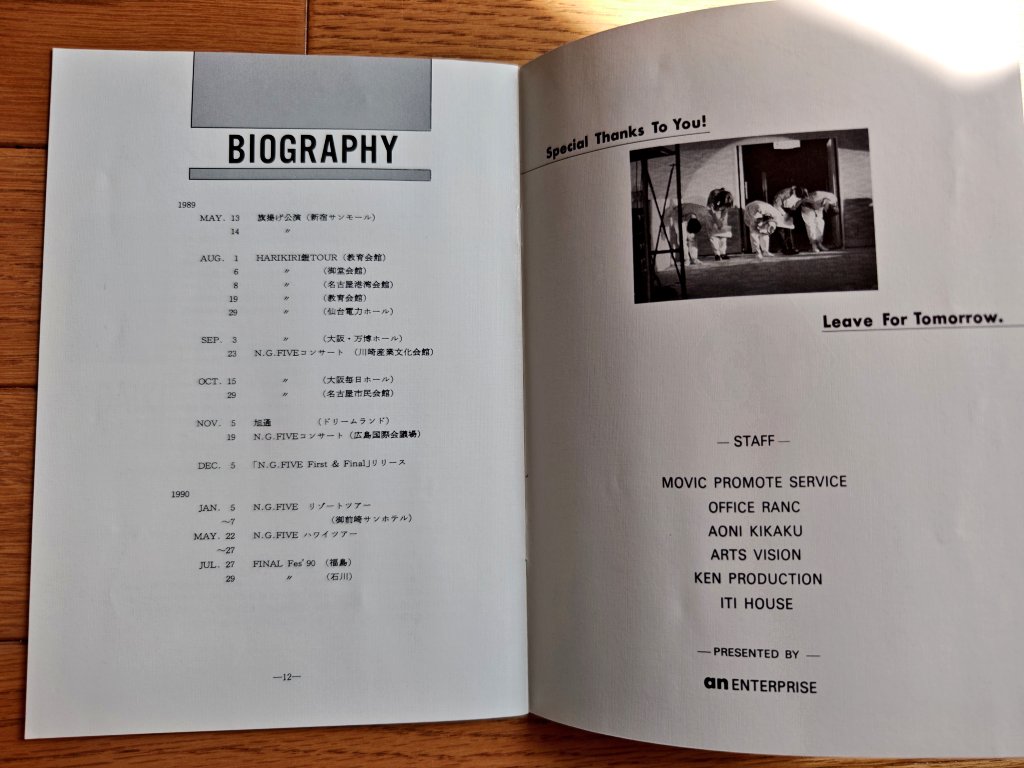 BIOGRAPHY
1989
MAY. 13 旗揚げ公演（新宿サンモール）
14 〃
AUG. 1 HARIKIRI鎧TOUR（教育会館）
6 〃 （御堂会館）
8 〃 （名古屋港湾会館）
19 〃 （教育会館）
29 〃 （仙台電力ホール）
SEP. 3 〃 （大阪・万博ホール）
23 N.G.FIVEコンサート （川崎産業文化会館）
OCT. 15 〃 （大阪毎日ホール）
29 〃 （名古屋市民会館）
NOV. 5 旭通 （ドリームランド）
19 N.G.FIVEコンサート（広島国際会議場）
DEC. 5 「N.G.FIVE First & Final」リリース
1990
JAN. 5 N.G.FIVE リゾートツアー
～7 （御前崎サンホテル）
MAY. 22 N.G.FIVE ハワイツアー
～27
JUL. 27 FINAL Fes'90 （福島）
29 〃 （石川）
—12—
Special Thanks To You!
Leave For Tomorrow.
— STAFF —
MOVIC PROMOTE SERVICE
OFFICE RANC
AONI KIKAKU
ARTS VISION
KEN PRODUCTION
ITI HOUSE
— PRESENTED BY —
an ENTERPRISE